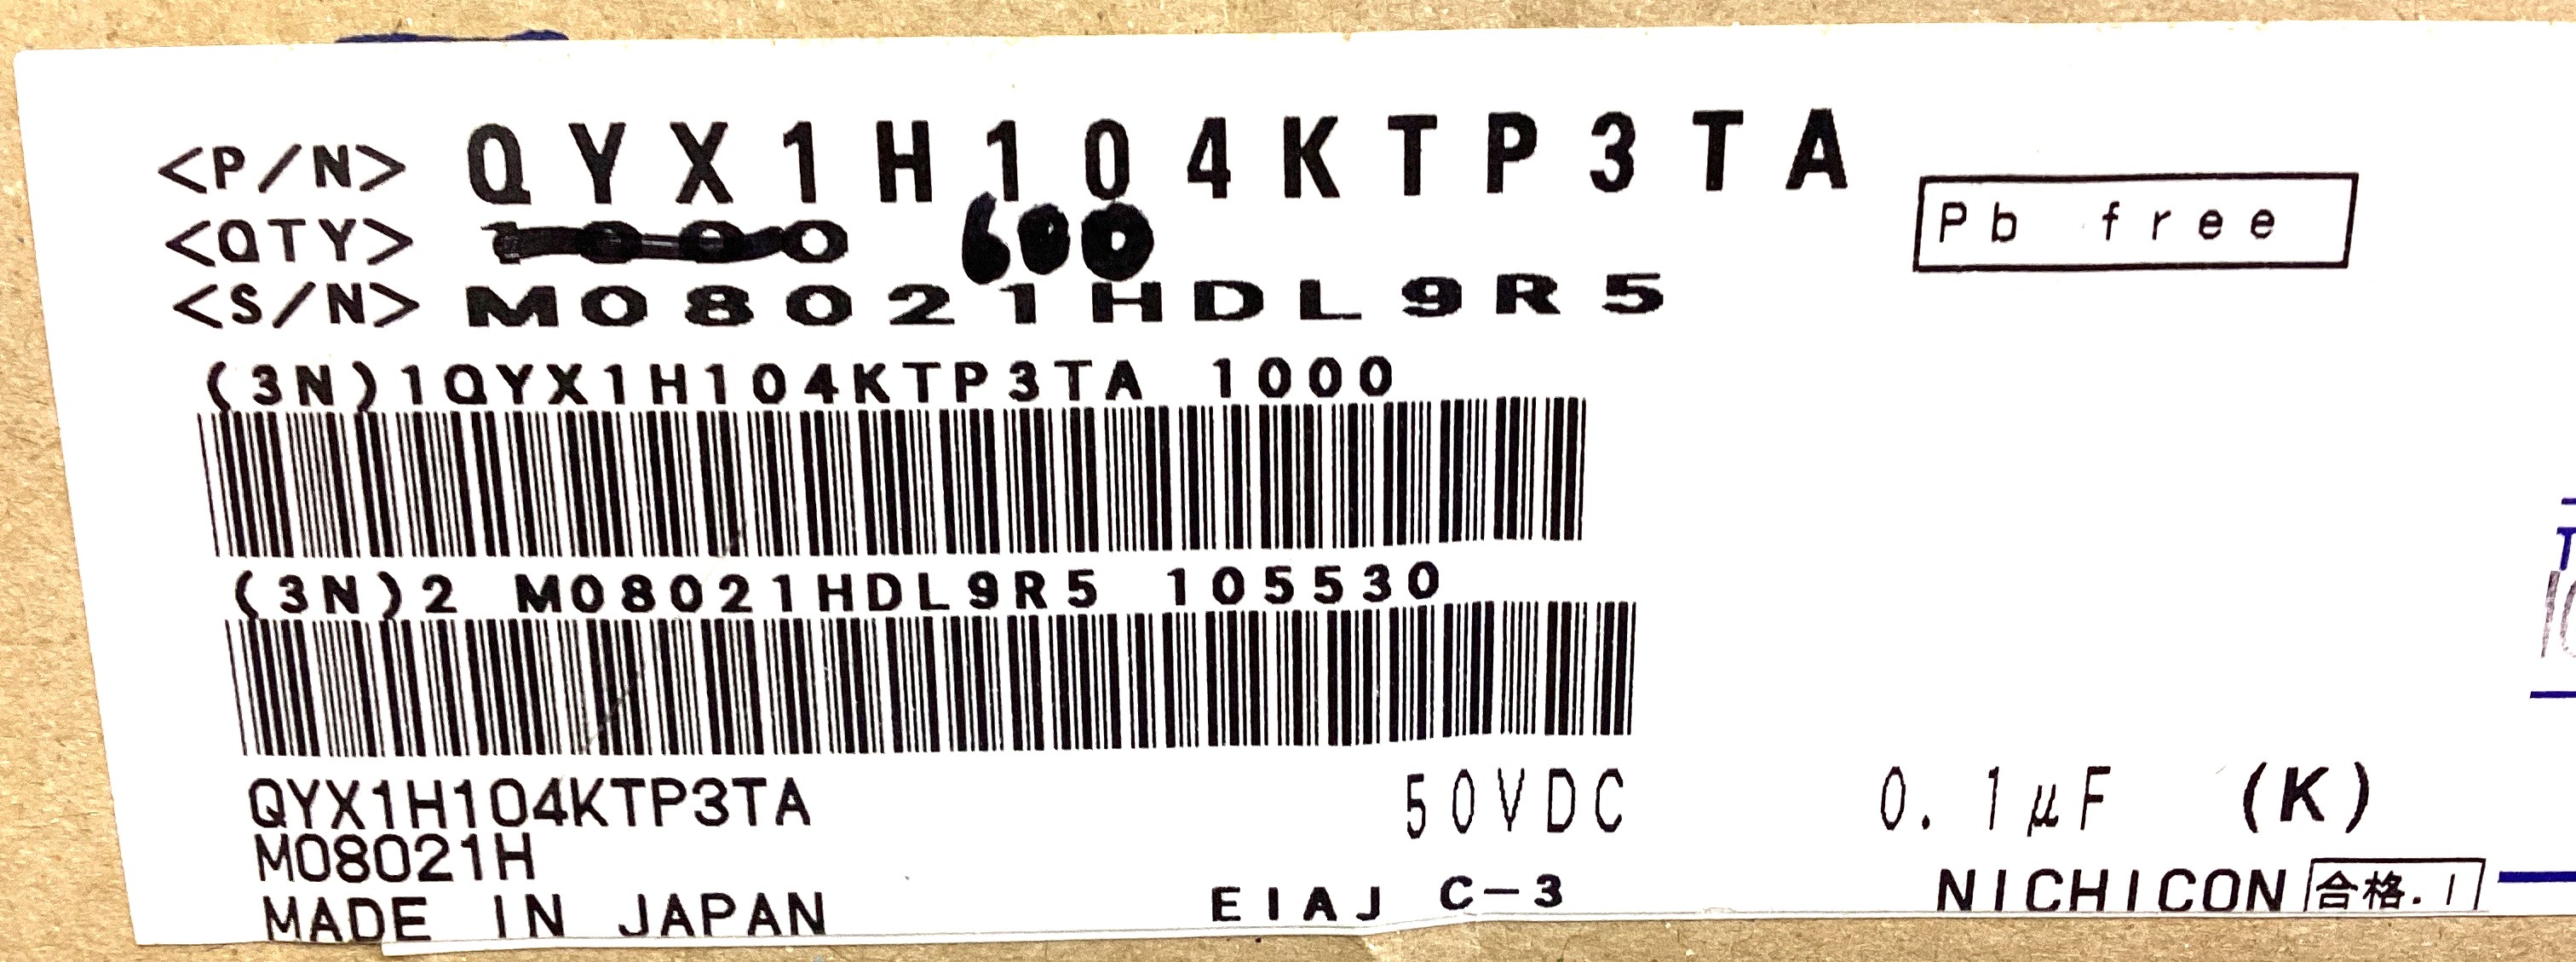 <P/N> QYX1H104KTP3TA
<QTY> 1000 600
<S/N> M08021HDL9R5
Pb free
(3N)1QYX1H104KTP3TA 1000
(3N)2 M08021HDL9R5 105530
QYX1H104KTP3TA 50VDC 0.1μF (K)
M08021H
MADE IN JAPAN EIAJ C-3 NICHICON 合格.1